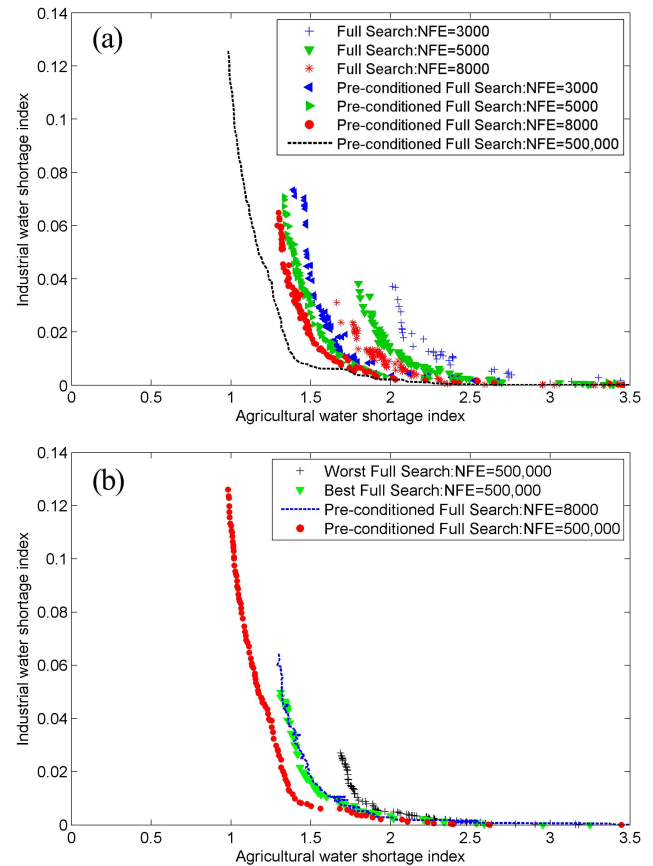 0.14
(a)
Full Search:NFE=3000
Full Search:NFE=5000
Full Search:NFE=8000
Pre-conditioned Full Search:NFE=3000
Pre-conditioned Full Search:NFE=5000
Pre-conditioned Full Search:NFE=8000
Pre-conditioned Full Search:NFE=500,000
0.12
0.1
0.08
0.06
0.04
0.02
0
Industrial water shortage index
0 0.5 1 1.5 2 2.5 3 3.5
Agricultural water shortage index
0.14
(b)
Worst Full Search:NFE=500,000
Best Full Search:NFE=500,000
Pre-conditioned Full Search:NFE=8000
Pre-conditioned Full Search:NFE=500,000
0.12
0.1
0.08
0.06
0.04
0.02
0
Industrial water shortage index
0 0.5 1 1.5 2 2.5 3 3.5
Agricultural water shortage index